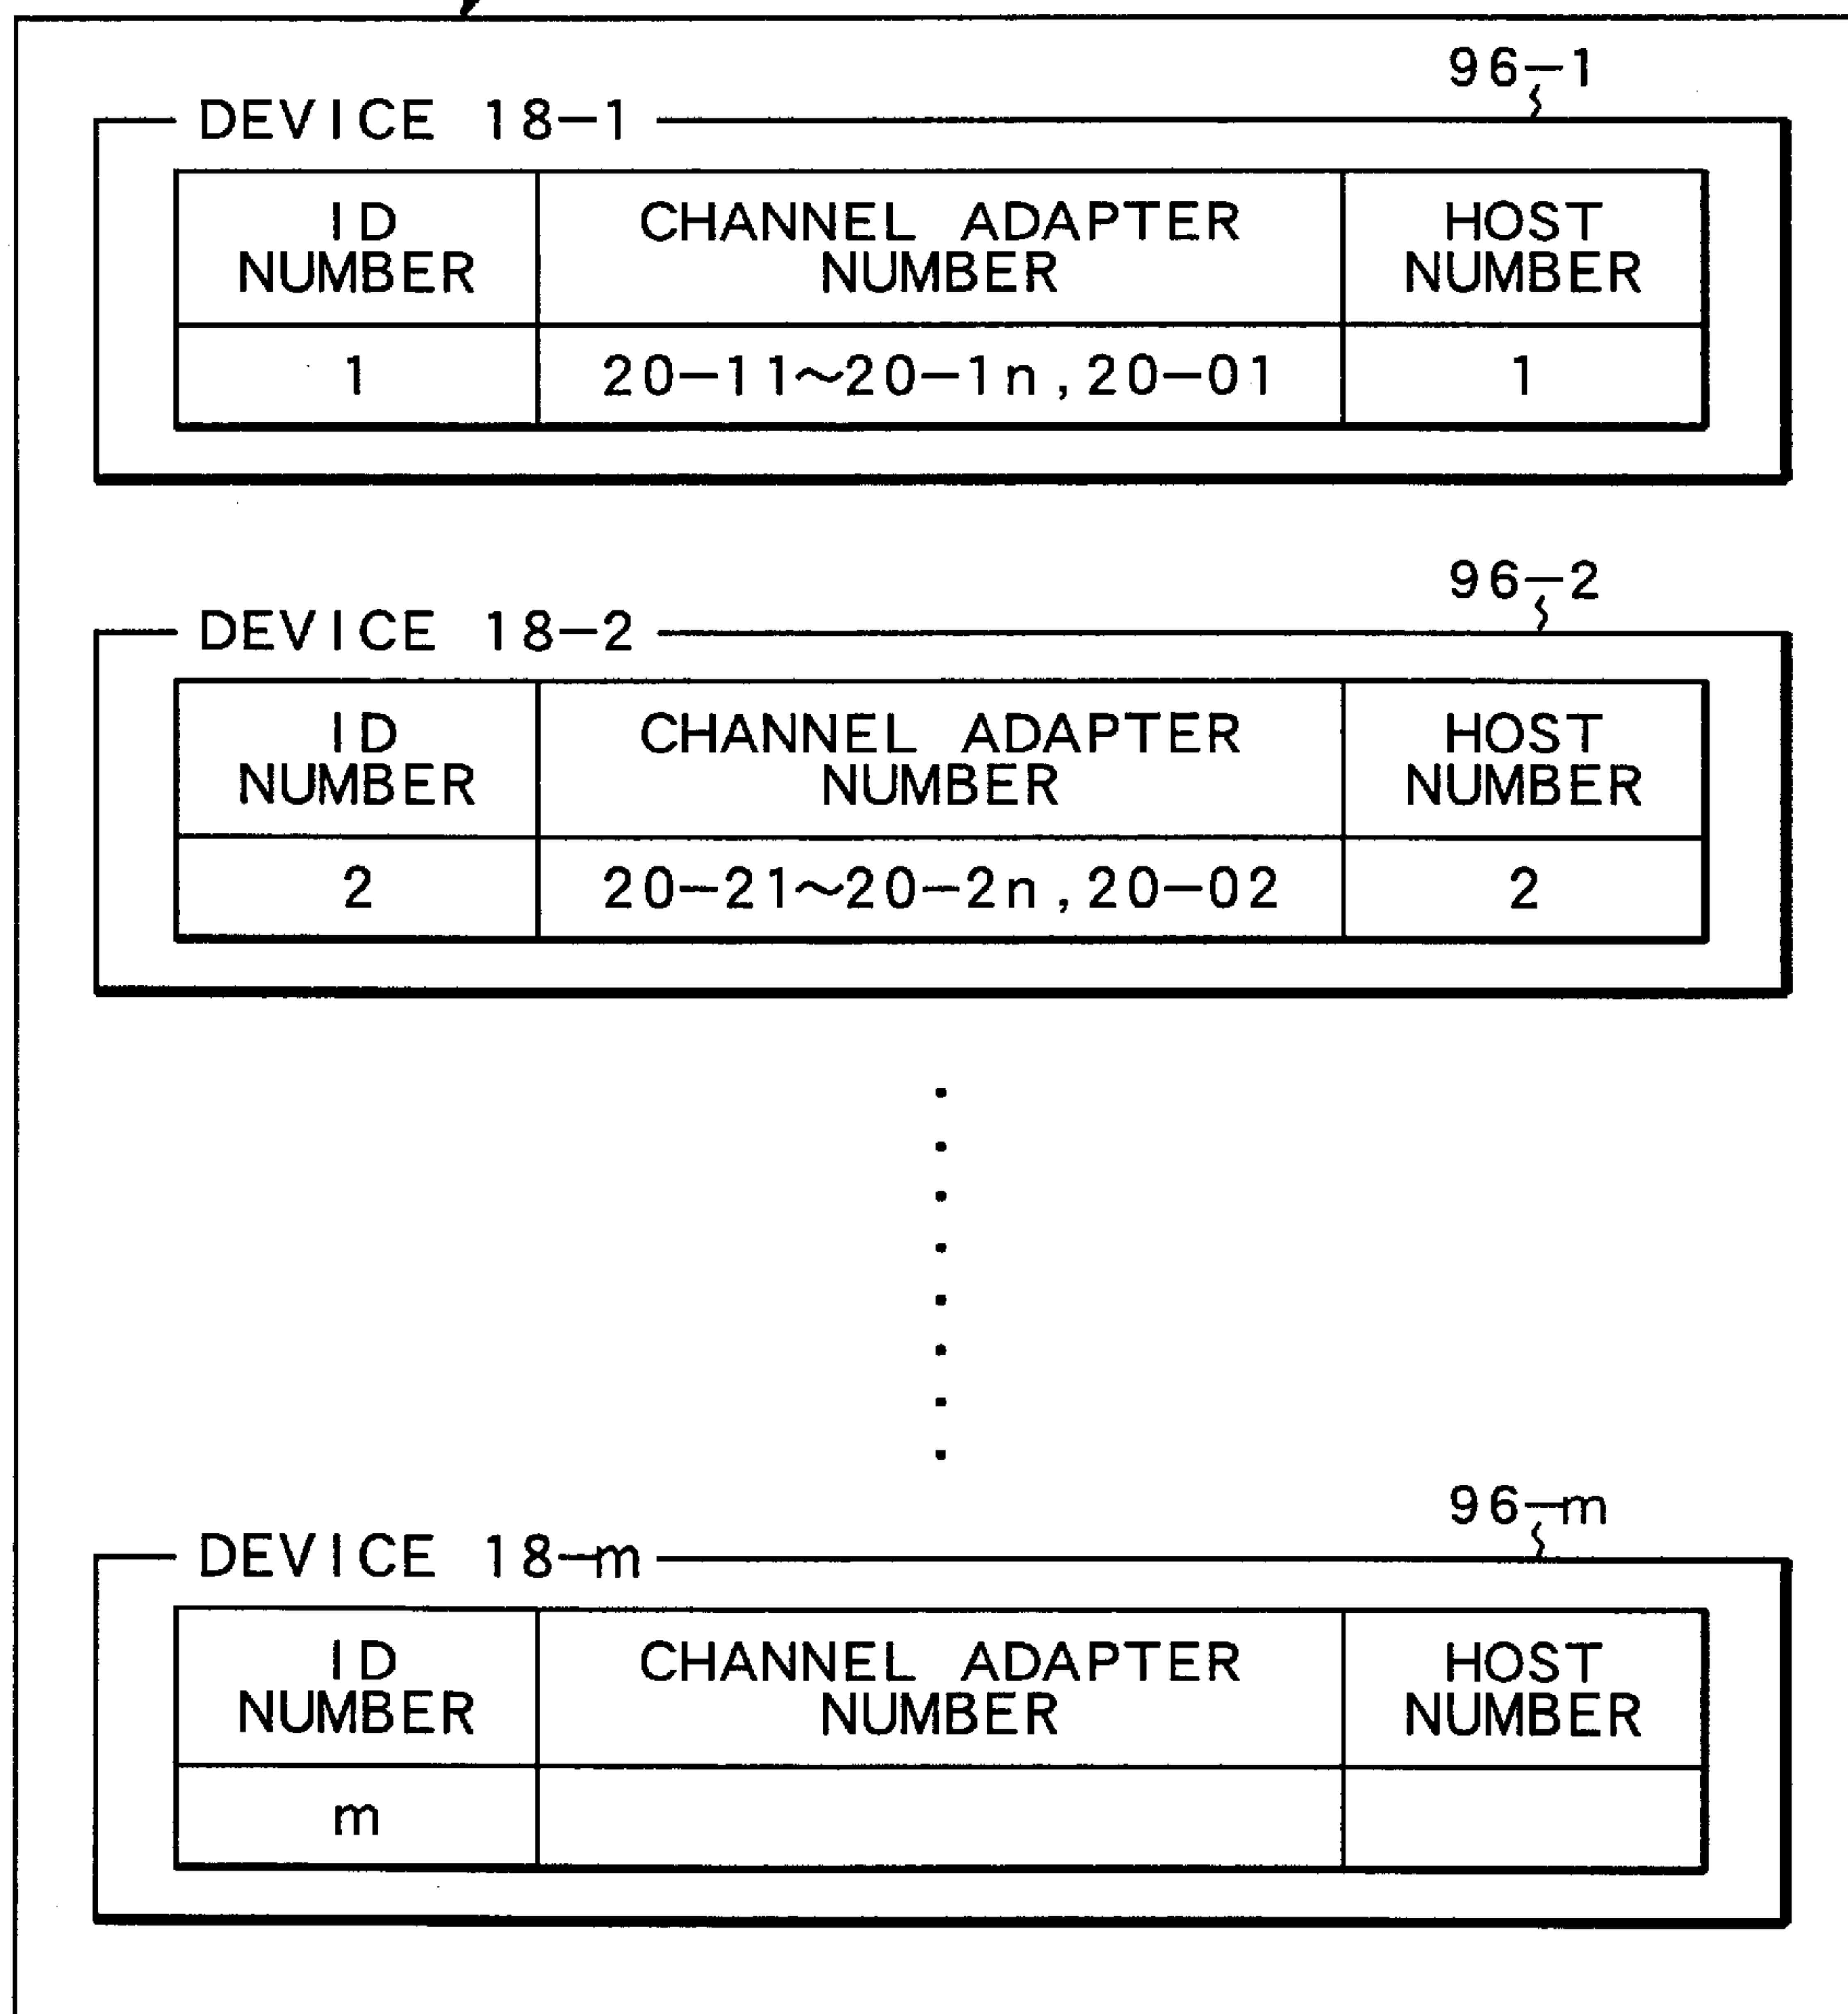 96-1
DEVICE 18-1
ID NUMBER
CHANNEL ADAPTER NUMBER
HOST NUMBER
1
20-11~20-1n,20-01
1
96-2
DEVICE 18-2
ID NUMBER
CHANNEL ADAPTER NUMBER
HOST NUMBER
2
20-21~20-2n,20-02
2
96-m
DEVICE 18-m
ID NUMBER
CHANNEL ADAPTER NUMBER
HOST NUMBER
m